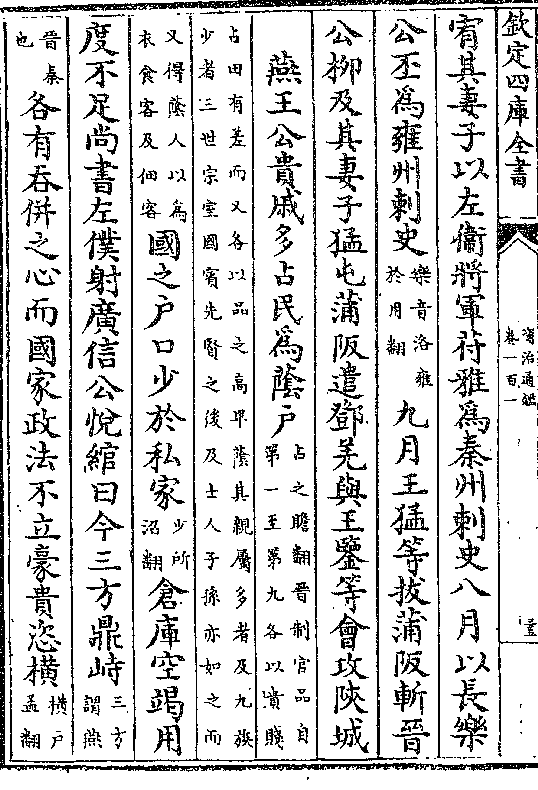 欽定四庫全書
資治通鑑
卷一百一
宥其妻子以左衞將軍苻雅爲秦州刺史八月以長樂
公丕爲雍州刺史樂音洛雍於用翻九月王猛等拔蒲阪斬晉
公柳及其妻子猛屯蒲阪遣鄧羌與王鑒等會攻陜城
燕王公貴戚多占民爲蔭戶占之贍翻晉制官品自第一至第九各以貴賤
占田有差而又各以品之高卑蔭其親屬多者及九族少者三世宗室國賓先賢之後及士人子孫亦如之而
又得蔭人以爲衣食客及佃客國之戶口少於私家少所沼翻倉庫空竭用
度不足尚書左僕射廣信公悅綰曰今三方鼎峙三方謂燕
晉秦也各有吞併之心而國家政法不立豪貴恣橫橫戶孟翻